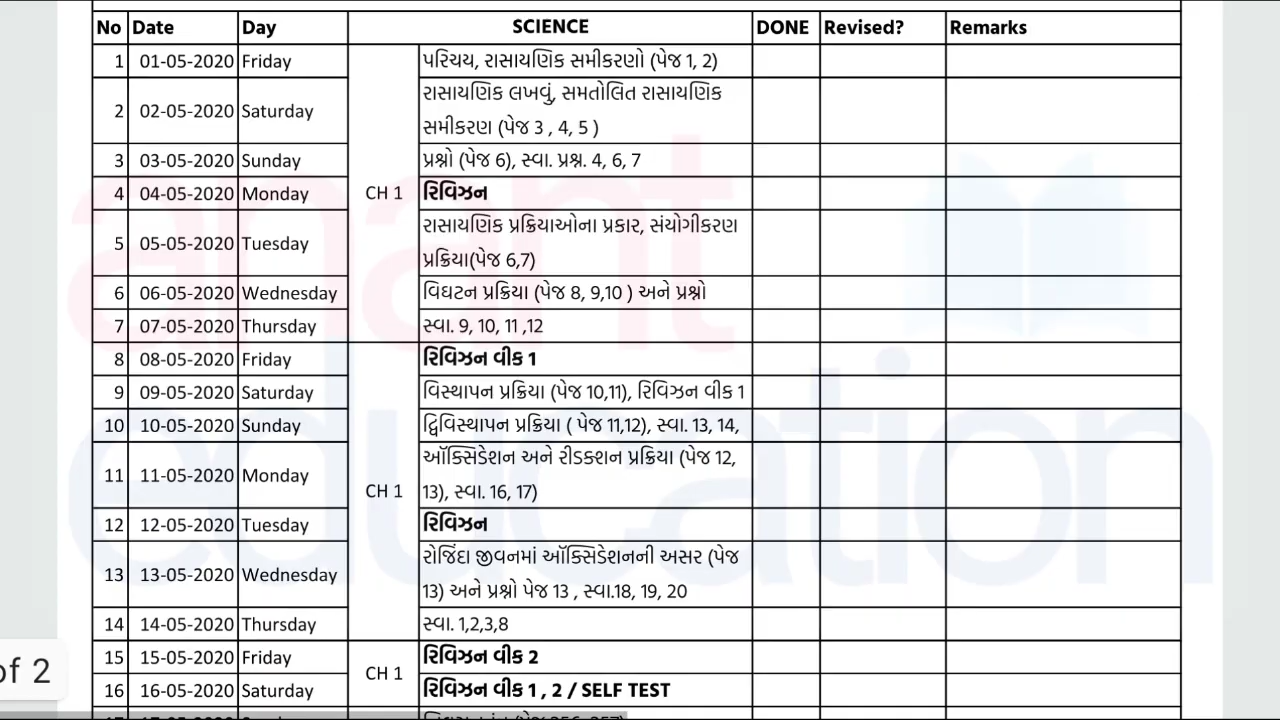 No Date Day SCIENCE DONE Revised? Remarks
1 01-05-2020 Friday પરિચય, રાસાયણિક સમીકરણો (પેજ 1, 2)
2 02-05-2020 Saturday રાસાયણિક લખવું, સમતોલિત રાસાયણિક
સમીકરણ (પેજ 3 , 4, 5 )
3 03-05-2020 Sunday પ્રશ્નો (પેજ 6), સ્વા. પ્રશ્ન. 4, 6, 7
4 04-05-2020 Monday CH 1 રિવિઝન
5 05-05-2020 Tuesday રાસાયણિક પ્રક્રિયાઓના પ્રકાર, સંયોગીકરણ
પ્રક્રિયા(પેજ 6,7)
6 06-05-2020 Wednesday વિઘટન પ્રક્રિયા (પેજ 8, 9,10 ) અને પ્રશ્નો
7 07-05-2020 Thursday સ્વા. 9, 10, 11 ,12
8 08-05-2020 Friday રિવિઝન વીક 1
9 09-05-2020 Saturday વિસ્થાપન પ્રક્રિયા (પેજ 10,11), રિવિઝન વીક 1
10 10-05-2020 Sunday દ્વિવિસ્થાપન પ્રક્રિયા ( પેજ 11,12), સ્વા. 13, 14,
11 11-05-2020 Monday CH 1 ઑક્સિડેશન અને રીડક્શન પ્રક્રિયા (પેજ 12,
13), સ્વા. 16, 17)
12 12-05-2020 Tuesday રિવિઝન
13 13-05-2020 Wednesday રોજિંદા જીવનમાં ઑક્સિડેશનની અસર (પેજ
13) અને પ્રશ્નો પેજ 13 , સ્વા.18, 19, 20
14 14-05-2020 Thursday સ્વા. 1,2,3,8
15 15-05-2020 Friday CH 1 રિવિઝન વીક 2
16 16-05-2020 Saturday રિવિઝન વીક 1 , 2 / SELF TEST
of 2
anant
education